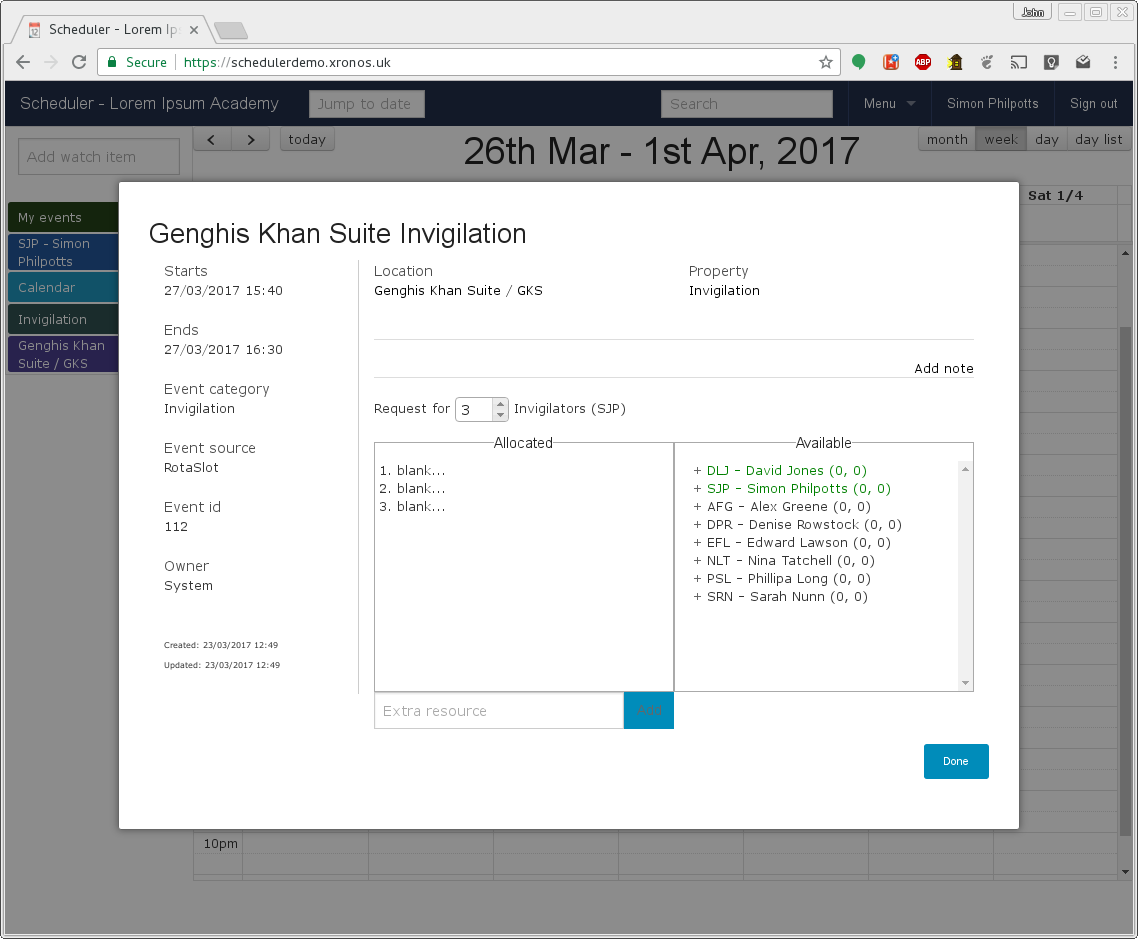 John
Scheduler - Lorem Ip
Secure
https://schedulerdemo.xronos.uk
ABP
Scheduler - Lorem Ipsum Academy
Jump to date
Search
Menu
Simon Philpotts
Sign out
Add watch item
today
26th Mar - 1st Apr, 2017
month
week
day
day list
Sat 1/4
My events
SJP - Simon
Philpotts
Calendar
Invigilation
Genghis Khan
Suite / GKS
Genghis Khan Suite Invigilation
Starts
27/03/2017 15:40
Ends
27/03/2017 16:30
Event category
Invigilation
Event source
RotaSlot
Event id
112
Owner
System
Created: 23/03/2017 12:49
Updated: 23/03/2017 12:49
Location
Genghis Khan Suite / GKS
Property
Invigilation
Add note
Request for 3 Invigilators (SJP)
Allocated
1. blank...
2. blank...
3. blank...
Available
+ DLJ - David Jones (0, 0)
+ SJP - Simon Philpotts (0, 0)
+ AFG - Alex Greene (0, 0)
+ DPR - Denise Rowstock (0, 0)
+ EFL - Edward Lawson (0, 0)
+ NLT - Nina Tatchell (0, 0)
+ PSL - Phillipa Long (0, 0)
+ SRN - Sarah Nunn (0, 0)
Extra resource
Add
Done
10pm